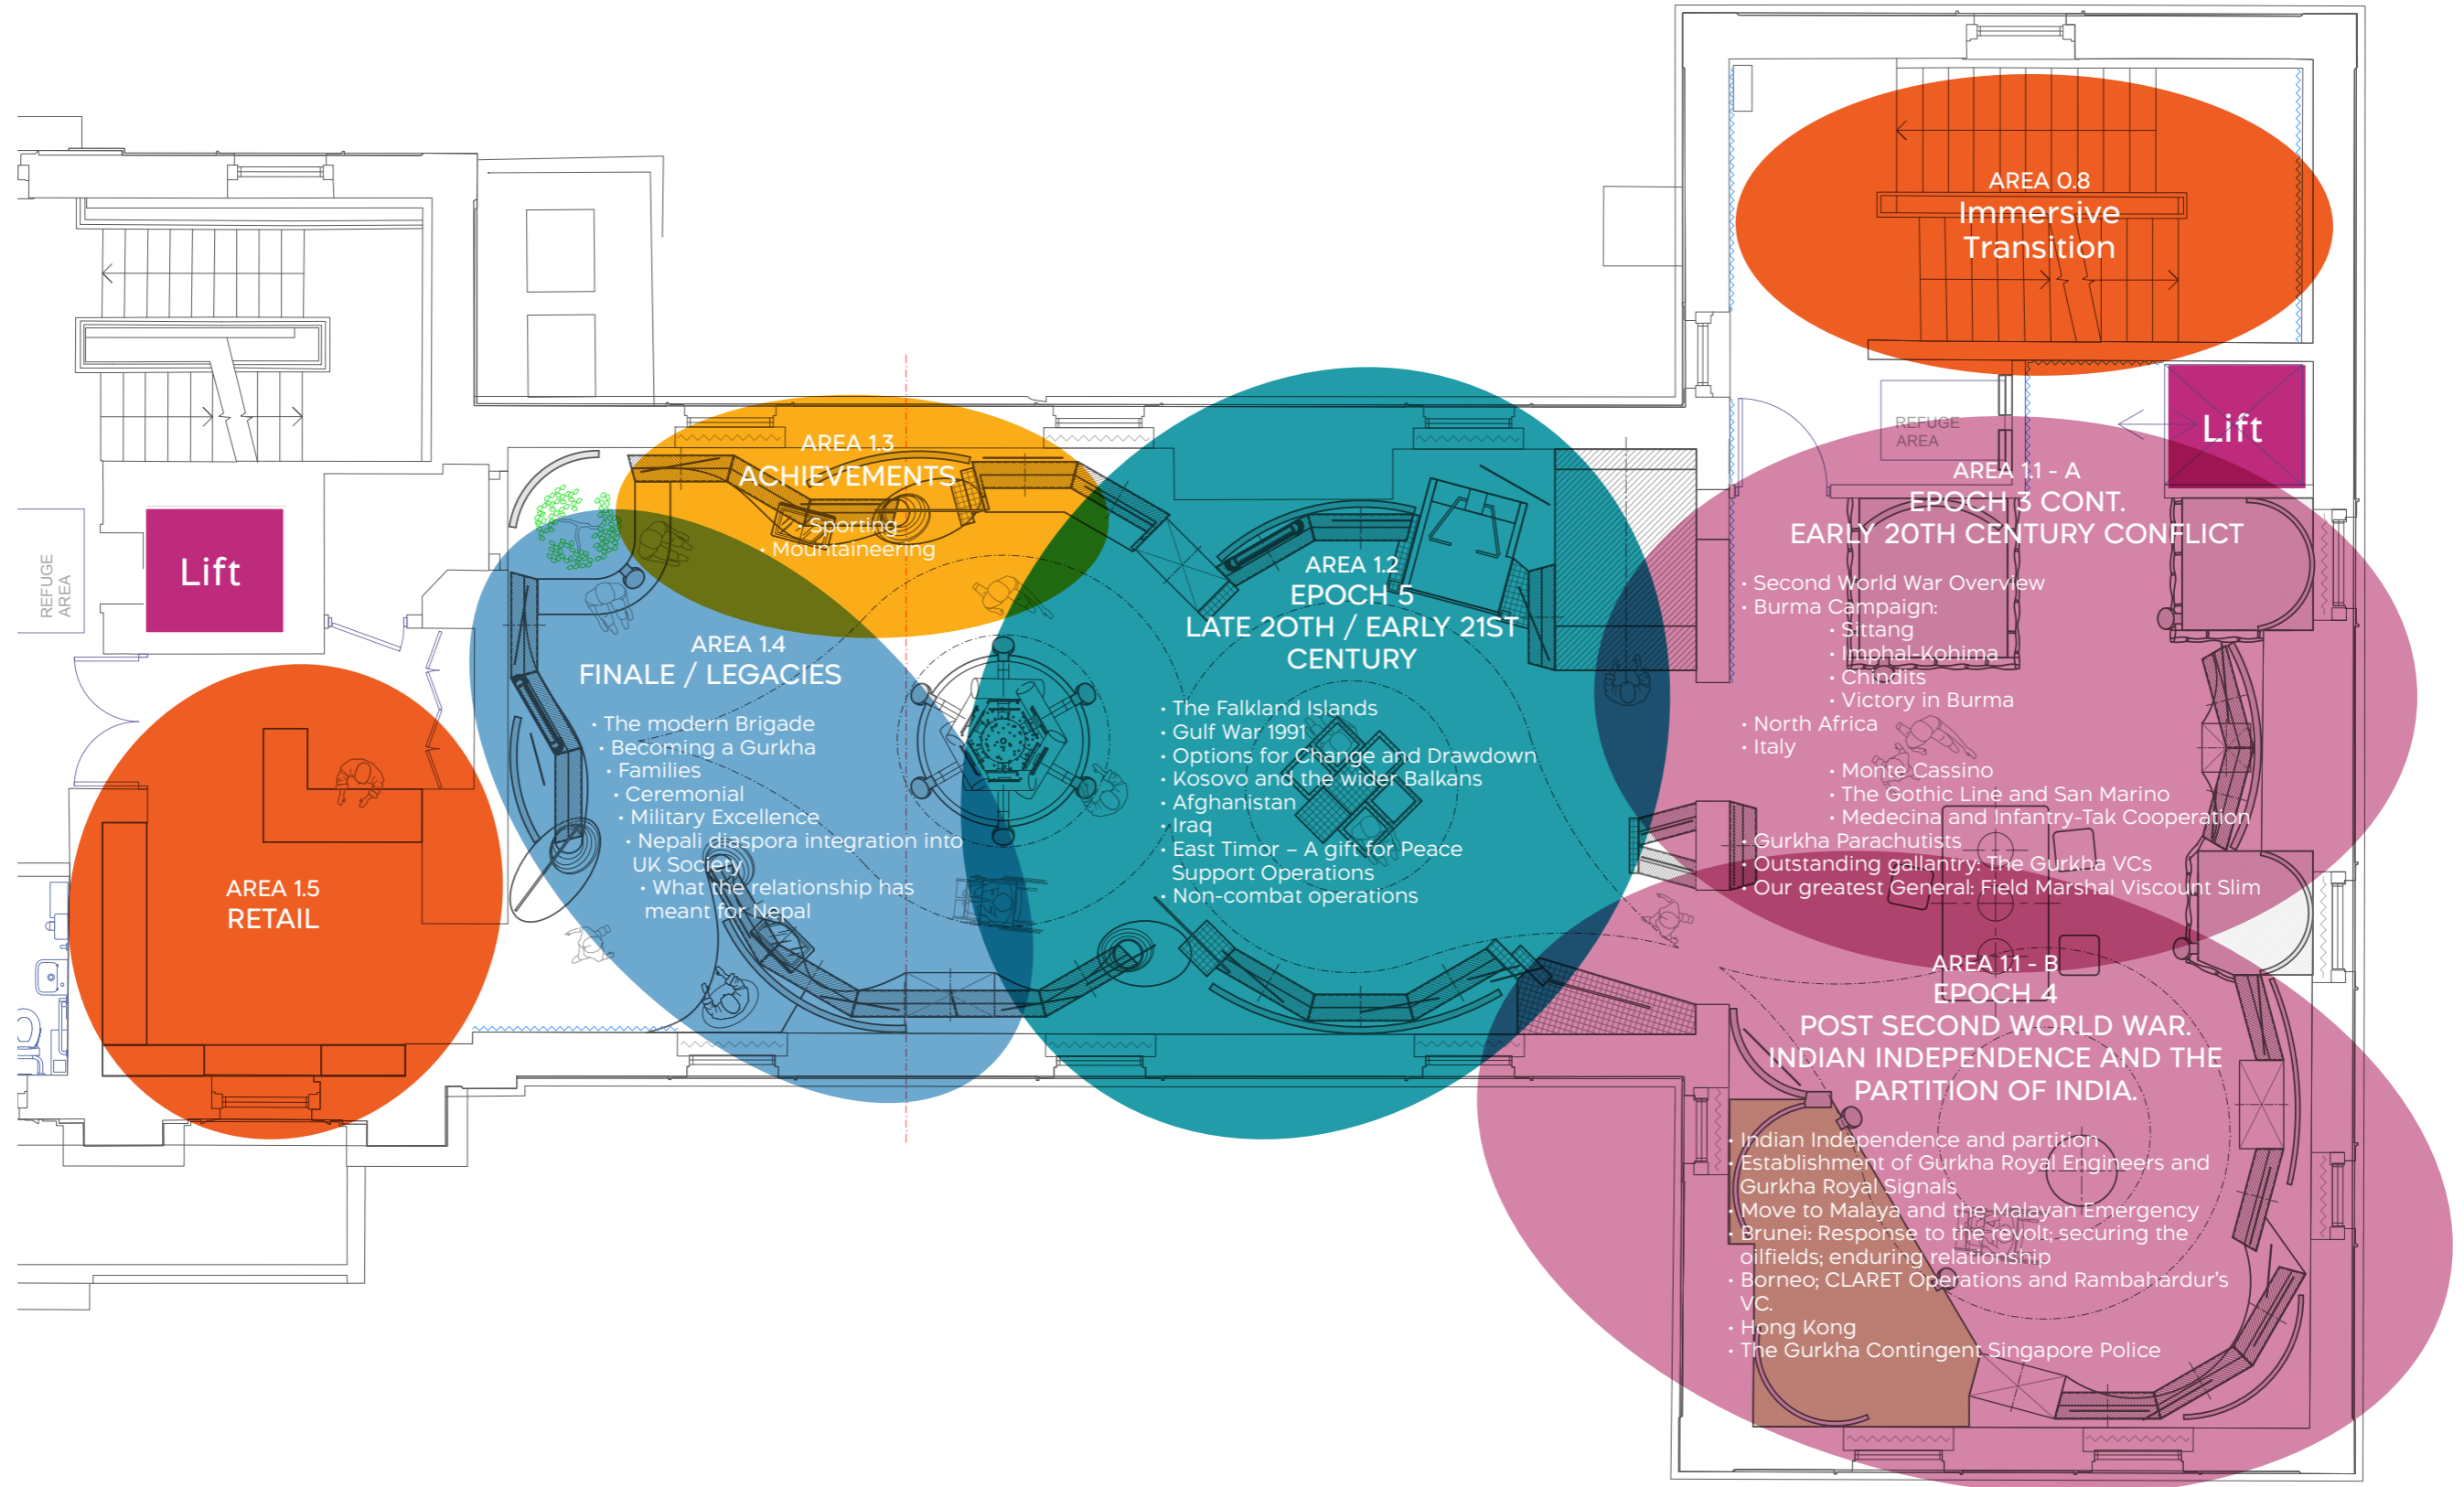 AREA 0.8
Immersive
Transition
Lift
REFUGE
AREA
AREA 1.1 - A
EPOCH 3 CONT.
EARLY 20TH CENTURY CONFLICT
• Second World War Overview
• Burma Campaign:
• Sittang
• Imphal-Kohima
• Chindits
• Victory in Burma
• North Africa
• Italy
• Monte Cassino
• The Gothic Line and San Marino
• Medecina and Infantry-Tak Cooperation
• Gurkha Parachutists
• Outstanding gallantry: The Gurkha VCs
• Our greatest General: Field Marshal Viscount Slim
AREA 1.1 - B
EPOCH 4
POST SECOND WORLD WAR.
INDIAN INDEPENDENCE AND THE
PARTITION OF INDIA.
• Indian Independence and partition
• Establishment of Gurkha Royal Engineers and
Gurkha Royal Signals
• Move to Malaya and the Malayan Emergency
• Brunei: Response to the revolt; securing the
oilfields; enduring relationship
• Borneo; CLARET Operations and Rambahardur's
VC.
• Hong Kong
• The Gurkha Contingent Singapore Police
AREA 1.2
EPOCH 5
LATE 20TH / EARLY 21ST
CENTURY
• The Falkland Islands
• Gulf War 1991
• Options for Change and Drawdown
• Kosovo and the wider Balkans
• Afghanistan
• Iraq
• East Timor – A gift for Peace
Support Operations
• Non-combat operations
AREA 1.3
ACHIEVEMENTS
• Sporting
• Mountaineering
AREA 1.4
FINALE / LEGACIES
• The modern Brigade
• Becoming a Gurkha
• Families
• Ceremonial
• Military Excellence
• Nepali diaspora integration into
UK Society
• What the relationship has
meant for Nepal
Lift
REFUGE
AREA
AREA 1.5
RETAIL